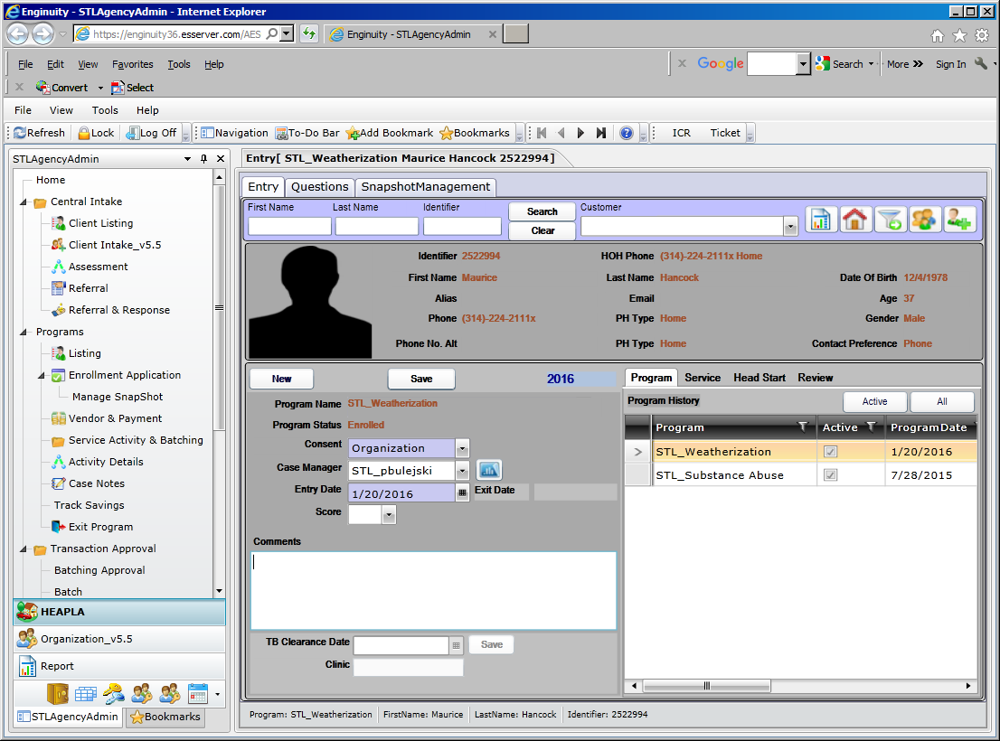 Enginuity - STLAgencyAdmin - Internet Explorer
https://enginuity36.esserver.com/AES
Enginuity - STLAgencyAdmin
File Edit View Favorites Tools Help
x Google Search More » Sign In
x Convert Select
File View Tools Help
Refresh Lock Log Off Navigation To-Do Bar Add Bookmark Bookmarks ICR Ticket
STLAgencyAdmin
Home
Central Intake
Client Listing
Client Intake_v5.5
Assessment
Referral
Referral & Response
Programs
Listing
Enrollment Application
Manage SnapShot
Vendor & Payment
Service Activity & Batching
Activity Details
Case Notes
Track Savings
Exit Program
Transaction Approval
Batching Approval
Batch
HEAPLA
Organization_v5.5
Report
STLAgencyAdmin Bookmarks
Entry[ STL_Weatherization Maurice Hancock 2522994]
Entry Questions SnapshotManagement
First Name Last Name Identifier Search Customer
Clear
Identifier 2522994 HOH Phone (314)-224-2111x Home
First Name Maurice Last Name Hancock Date Of Birth 12/4/1978
Alias Email Age 37
Phone (314)-224-2111x PH Type Home Gender Male
Phone No. Alt PH Type Home Contact Preference Phone
New Save 2016
Program Name STL_Weatherization
Program Status Enrolled
Consent Organization
Case Manager STL_pbulejski
Entry Date 1/20/2016 Exit Date
Score
Comments
TB Clearance Date Save
Clinic
Program Service Head Start Review
Program History Active All
Program Active ProgramDate
STL_Weatherization 1/20/2016
STL_Substance Abuse 7/28/2015
Program: STL_Weatherization FirstName: Maurice LastName: Hancock Identifier: 2522994